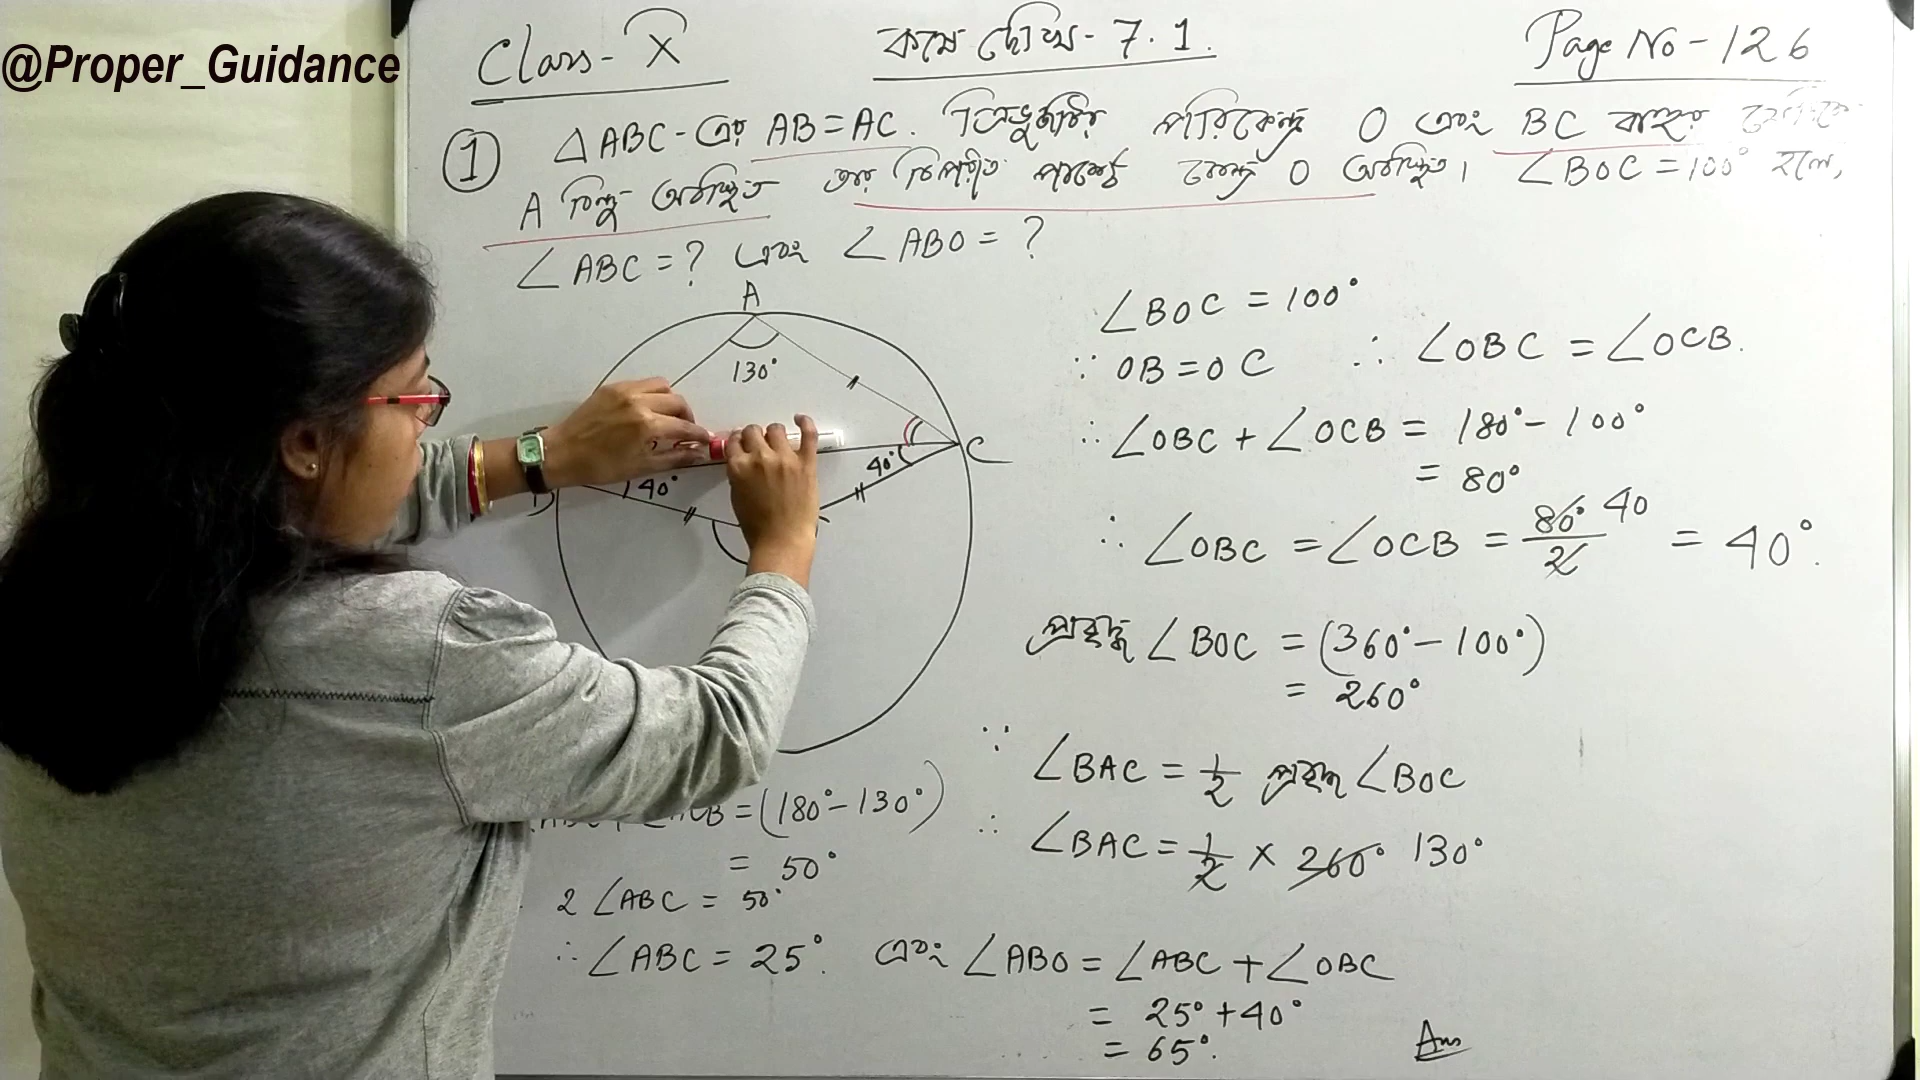 @Proper_Guidance
Class - X
কষে দেখি - 7.1.
Page No - 126
1
△ABC - এর AB = AC. ত্রিভুজটির পরিকেন্দ্র O এবং BC বাহুর
A বিন্দু অবস্থিত তার বিপরীত পার্শ্বে কেন্দ্র O অবস্থিত। ∠BOC = 100° হলে,
∠ABC = ? এবং ∠ABO = ?
A
130°
C
40°
40°
∠BOC = 100°
∵ OB = OC ∴ ∠OBC = ∠OCB.
∴ ∠OBC + ∠OCB = 180° - 100°
= 80°
∴ ∠OBC = ∠OCB = 80°/2 40 = 40°.
প্রবৃদ্ধ ∠BOC = (360° - 100°)
= 260°
∵ ∠BAC = 1/2 প্রবৃদ্ধ ∠BOC
∴ ∠BAC = 1/2 × 260° 130°
CB = (180° - 130°)
= 50°
2 ∠ABC = 50°
∴ ∠ABC = 25°. এবং ∠ABO = ∠ABC + ∠OBC
= 25° + 40°
= 65°.
Ans